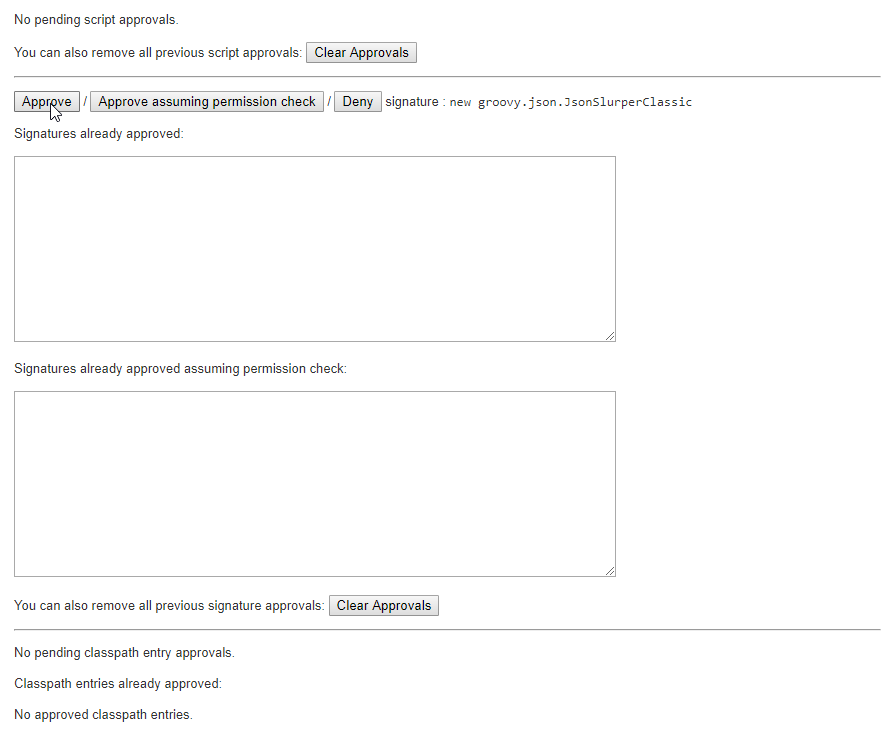 No pending script approvals.
You can also remove all previous script approvals: Clear Approvals
Approve / Approve assuming permission check / Deny signature : new groovy.json.JsonSlurperClassic
Signatures already approved:
Signatures already approved assuming permission check:
You can also remove all previous signature approvals: Clear Approvals
No pending classpath entry approvals.
Classpath entries already approved:
No approved classpath entries.